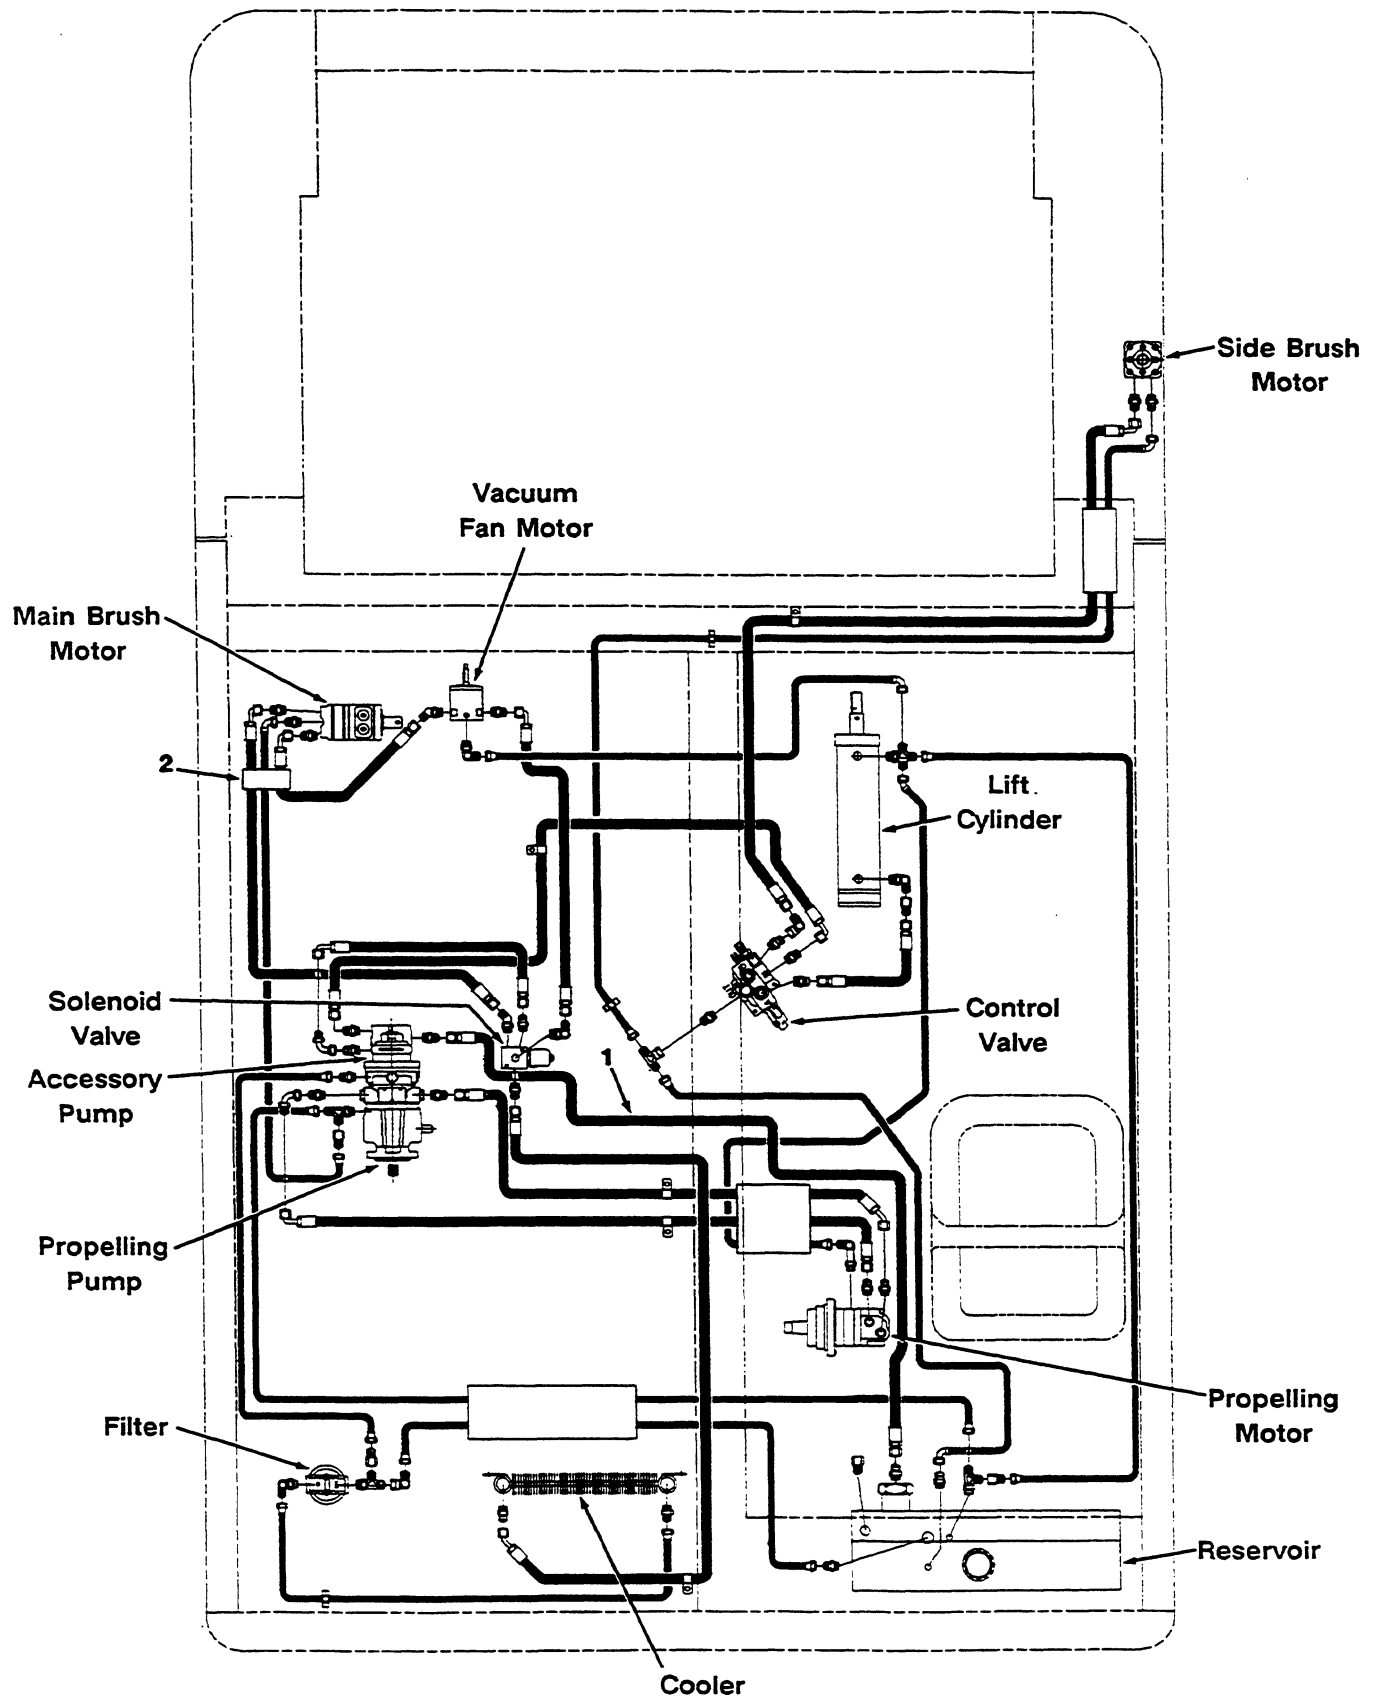 Side Brush
Motor
Vacuum
Fan Motor
Main Brush
Motor
2
Lift
Cylinder
Solenoid
Valve
Control
Valve
1
Accessory
Pump
Propelling
Pump
Propelling
Motor
Filter
Reservoir
Cooler